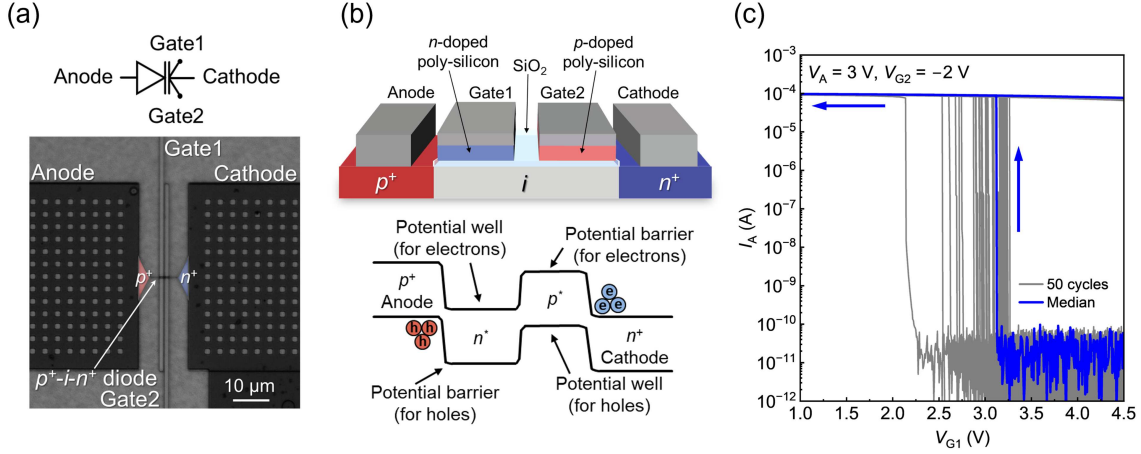 (a)
Gate1
Anode
Cathode
Gate2
Gate1
Anode
Cathode
p⁺
n⁺
p⁺-i-n⁺ diode
Gate2
10 μm
(b)
n-doped
poly-silicon
SiO₂
p-doped
poly-silicon
Anode
Gate1
Gate2
Cathode
p⁺
i
n⁺
Potential well
(for electrons)
Potential barrier
(for electrons)
p⁺
Anode
p*
e
e e
h h
h
n*
n⁺
Cathode
Potential barrier
(for holes)
Potential well
(for holes)
(c)
10⁻³
V_A = 3 V, V_G2 = −2 V
10⁻⁴
10⁻⁵
10⁻⁶
10⁻⁷
10⁻⁸
10⁻⁹
10⁻¹⁰
10⁻¹¹
10⁻¹²
I_A (A)
50 cycles
Median
1.0 1.5 2.0 2.5 3.0 3.5 4.0 4.5
V_G1 (V)